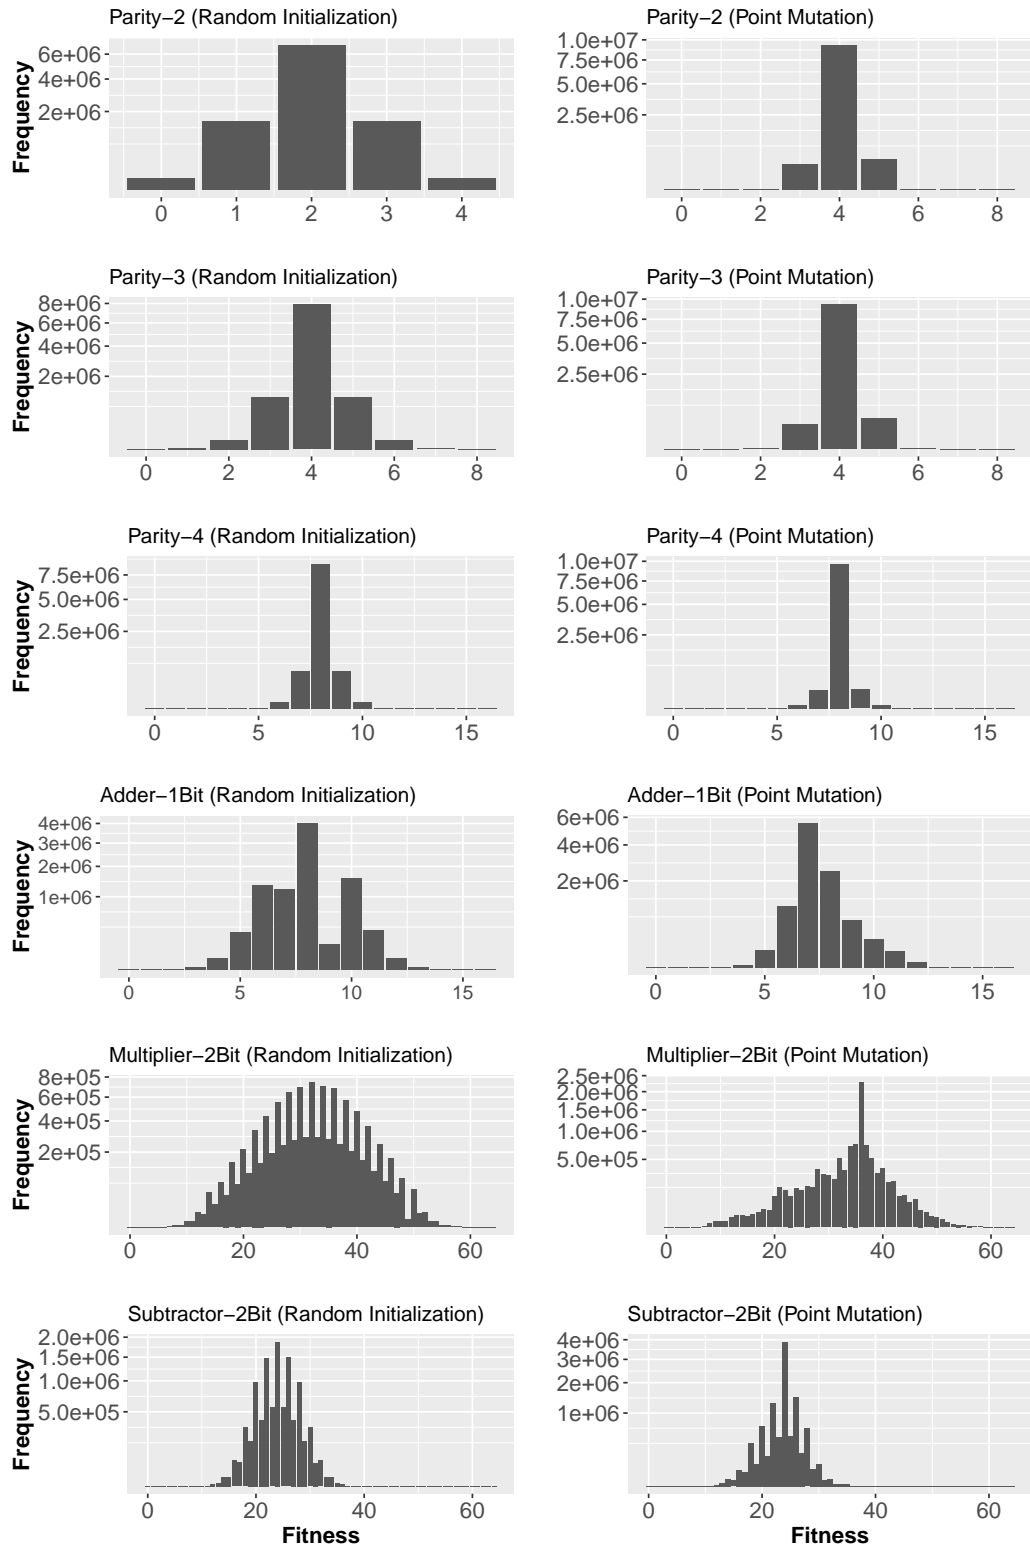 Parity−2 (Random Initialization)
Frequency
6e+06
4e+06
2e+06
0 1 2 3 4
Parity−2 (Point Mutation)
1.0e+07
7.5e+06
5.0e+06
2.5e+06
0 2 4 6 8
Parity−3 (Random Initialization)
Frequency
8e+06
6e+06
4e+06
2e+06
0 2 4 6 8
Parity−3 (Point Mutation)
1.0e+07
7.5e+06
5.0e+06
2.5e+06
0 2 4 6 8
Parity−4 (Random Initialization)
Frequency
7.5e+06
5.0e+06
2.5e+06
0 5 10 15
Parity−4 (Point Mutation)
1.0e+07
7.5e+06
5.0e+06
2.5e+06
0 5 10 15
Adder−1Bit (Random Initialization)
Frequency
4e+06
3e+06
2e+06
1e+06
0 5 10 15
Adder−1Bit (Point Mutation)
6e+06
4e+06
2e+06
0 5 10 15
Multiplier−2Bit (Random Initialization)
Frequency
8e+05
6e+05
4e+05
2e+05
0 20 40 60
Multiplier−2Bit (Point Mutation)
2.5e+06
2.0e+06
1.5e+06
1.0e+06
5.0e+05
0 20 40 60
Subtractor−2Bit (Random Initialization)
Frequency
2.0e+06
1.5e+06
1.0e+06
5.0e+05
0 20 40 60
Fitness
Subtractor−2Bit (Point Mutation)
4e+06
3e+06
2e+06
1e+06
0 20 40 60
Fitness